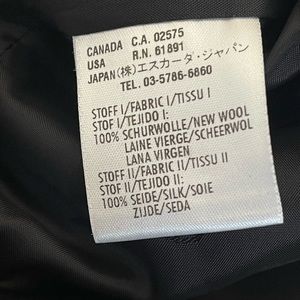 CANADA C.A. 02575
USA R.N. 61891
JAPAN(株)エスカーダ・ジャパン
TEL. 03-5786-6860
STOFF I/FABRIC I/TISSU I
STOF I/TEJIDO I:
100% SCHURWOLLE/NEW WOOL
LAINE VIERGE/SCHEERWOL
LANA VIRGEN
STOFF II/FABRIC II/TISSU II
STOF II/TEJIDO II:
100% SEIDE/SILK/SOIE
ZIJDE/SEDA